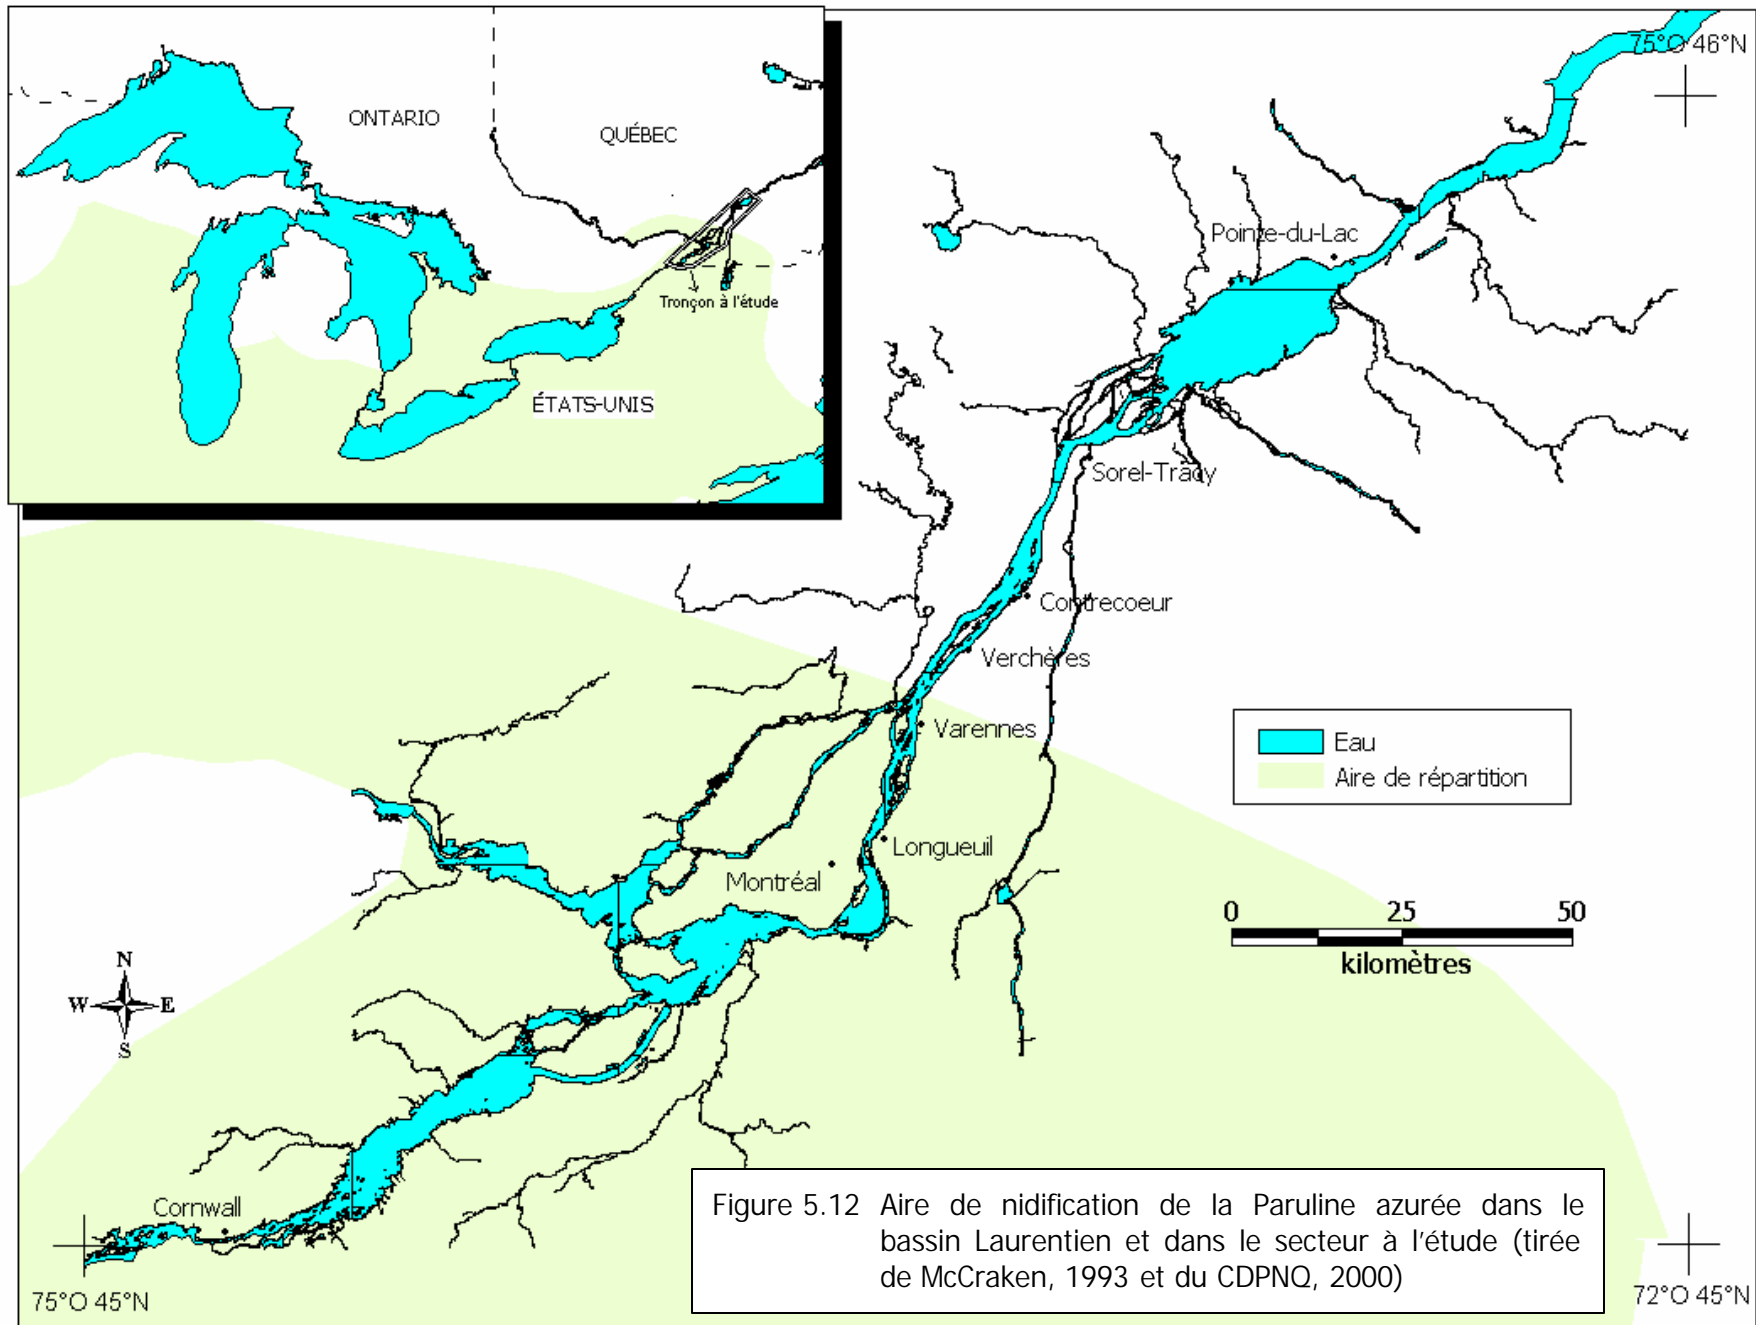 ONTARIO
QUÉBEC
Tronçon à l'étude
ÉTATS-UNIS
75°O 46°N
Pointe-du-Lac
Sorel-Tracy
Contrecoeur
Verchères
Varennes
Eau
Aire de répartition
Longueuil
Montréal
0 25 50
kilomètres
N
W E
S
Cornwall
Figure 5.12 Aire de nidification de la Paruline azurée dans le
bassin Laurentien et dans le secteur à l'étude (tirée
de McCraken, 1993 et du CDPNQ, 2000)
75°O 45°N
72°O 45°N